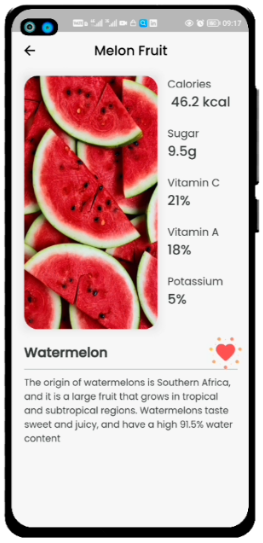 09:17
Melon Fruit
Calories
46.2 kcal
Sugar
9.5g
Vitamin C
21%
Vitamin A
18%
Potassium
5%
Watermelon
The origin of watermelons is Southern Africa,
and it is a large fruit that grows in tropical
and subtropical regions. Watermelons taste
sweet and juicy, and have a high 91.5% water
content